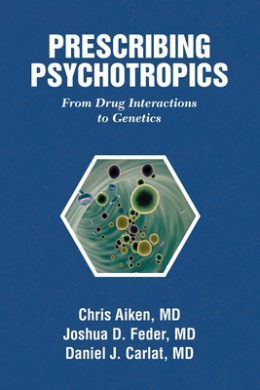 PRESCRIBING
PSYCHOTROPICS
From Drug Interactions
to Genetics
Chris Aiken, MD
Joshua D. Feder, MD
Daniel J. Carlat, MD